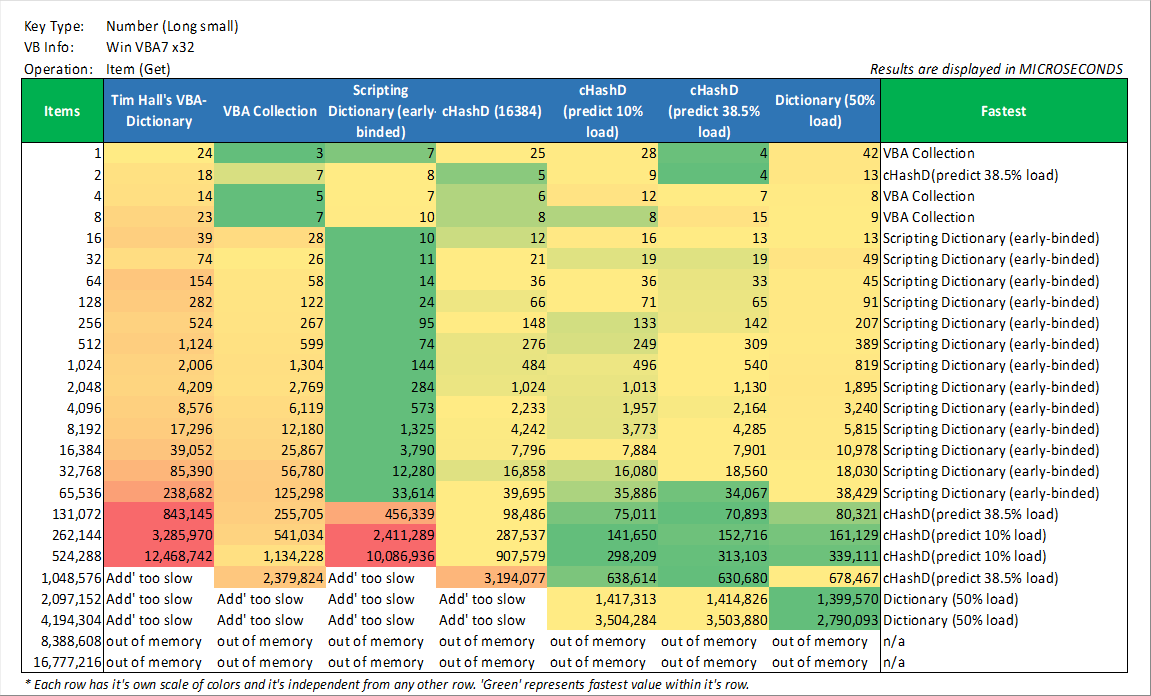 Key Type: Number (Long small)
VB Info: Win VBA7 x32
Operation: Item (Get) Results are displayed in MICROSECONDS
Items Tim Hall's VBA-Dictionary VBA Collection Scripting Dictionary (early-binded) cHashD (16384) cHashD (predict 10% load) cHashD (predict 38.5% load) Dictionary (50% load) Fastest
1 24 3 7 25 28 4 42 VBA Collection
2 18 7 8 5 9 4 13 cHashD(predict 38.5% load)
4 14 5 7 6 12 7 8 VBA Collection
8 23 7 10 8 8 15 9 VBA Collection
16 39 28 10 12 16 13 13 Scripting Dictionary (early-binded)
32 74 26 11 21 19 19 49 Scripting Dictionary (early-binded)
64 154 58 14 36 36 33 45 Scripting Dictionary (early-binded)
128 282 122 24 66 71 65 91 Scripting Dictionary (early-binded)
256 524 267 95 148 133 142 207 Scripting Dictionary (early-binded)
512 1,124 599 74 276 249 309 389 Scripting Dictionary (early-binded)
1,024 2,006 1,304 144 484 496 540 819 Scripting Dictionary (early-binded)
2,048 4,209 2,769 284 1,024 1,013 1,130 1,895 Scripting Dictionary (early-binded)
4,096 8,576 6,119 573 2,233 1,957 2,164 3,240 Scripting Dictionary (early-binded)
8,192 17,296 12,180 1,325 4,242 3,773 4,285 5,815 Scripting Dictionary (early-binded)
16,384 39,052 25,867 3,790 7,796 7,884 7,901 10,978 Scripting Dictionary (early-binded)
32,768 85,390 56,780 12,280 16,858 16,080 18,560 18,030 Scripting Dictionary (early-binded)
65,536 238,682 125,298 33,614 39,695 35,886 34,067 38,429 Scripting Dictionary (early-binded)
131,072 843,145 255,705 456,339 98,486 75,011 70,893 80,321 cHashD(predict 38.5% load)
262,144 3,285,970 541,034 2,411,289 287,537 141,650 152,716 161,129 cHashD(predict 10% load)
524,288 12,468,742 1,134,228 10,086,936 907,579 298,209 313,103 339,111 cHashD(predict 10% load)
1,048,576 Add' too slow 2,379,824 Add' too slow 3,194,077 638,614 630,680 678,467 cHashD(predict 38.5% load)
2,097,152 Add' too slow Add' too slow Add' too slow Add' too slow 1,417,313 1,414,826 1,399,570 Dictionary (50% load)
4,194,304 Add' too slow Add' too slow Add' too slow Add' too slow 3,504,284 3,503,880 2,790,093 Dictionary (50% load)
8,388,608 out of memory out of memory out of memory out of memory out of memory out of memory out of memory n/a
16,777,216 out of memory out of memory out of memory out of memory out of memory out of memory out of memory n/a
* Each row has it's own scale of colors and it's independent from any other row. 'Green' represents fastest value within it's row.